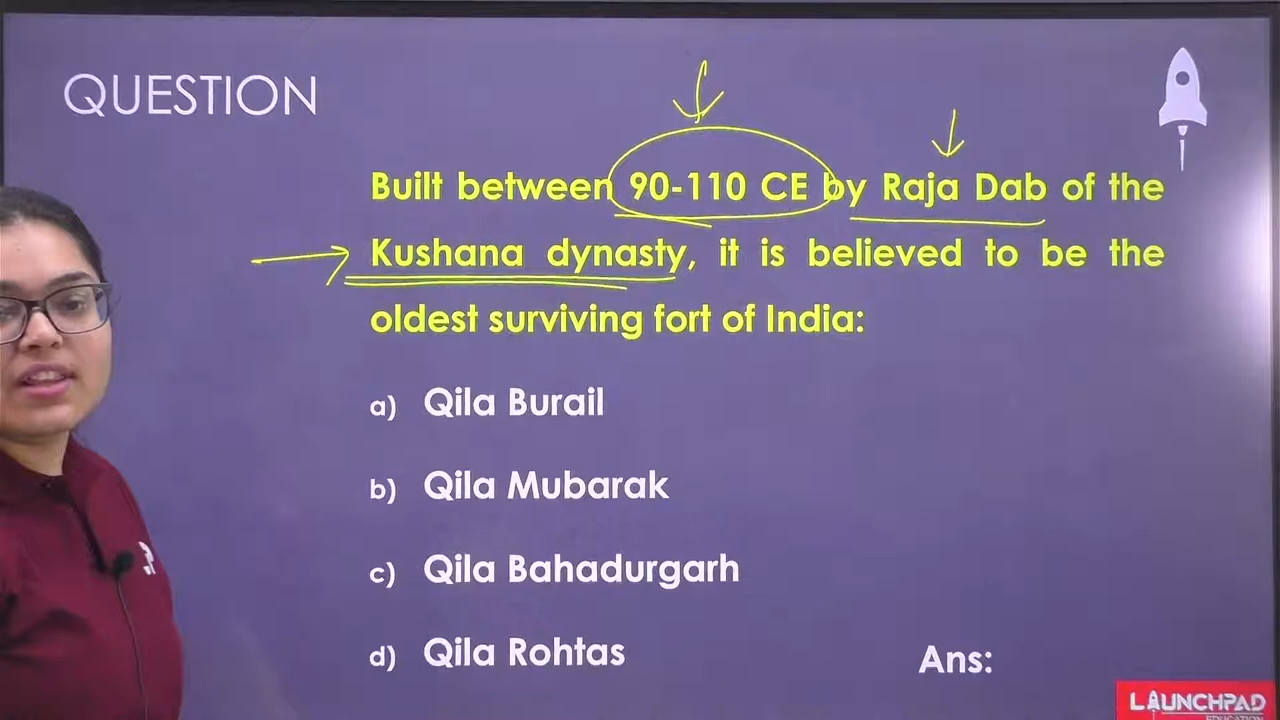 QUESTION
Built between 90-110 CE by Raja Dab of the
Kushana dynasty, it is believed to be the
oldest surviving fort of India:
a) Qila Burail
b) Qila Mubarak
c) Qila Bahadurgarh
d) Qila Rohtas
Ans:
LAUNCHPAD
EDUCATION